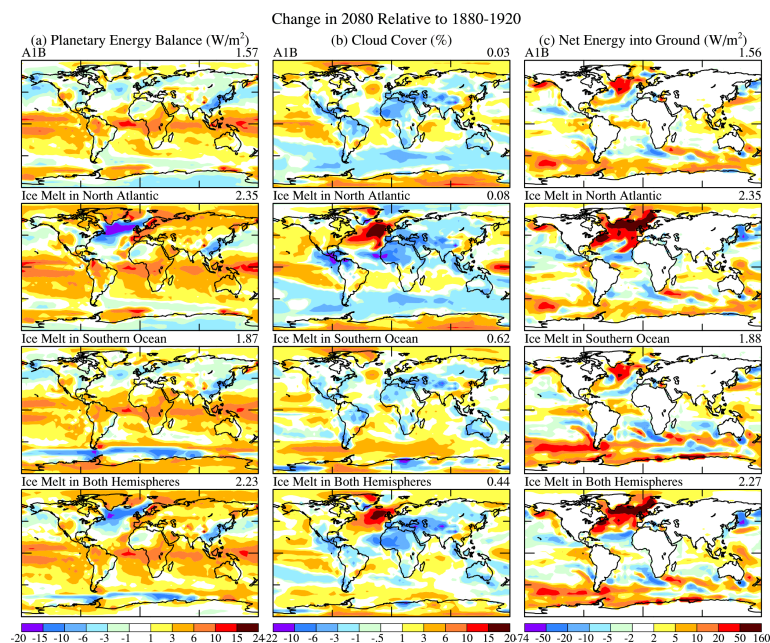 Change in 2080 Relative to 1880-1920
(a) Planetary Energy Balance (W/m²) (b) Cloud Cover (%) (c) Net Energy into Ground (W/m²)
A1B 1.57 A1B 0.03 A1B 1.56
Ice Melt in North Atlantic 2.35 Ice Melt in North Atlantic 0.08 Ice Melt in North Atlantic 2.35
Ice Melt in Southern Ocean 1.87 Ice Melt in Southern Ocean 0.62 Ice Melt in Southern Ocean 1.88
Ice Melt in Both Hemispheres 2.23 Ice Melt in Both Hemispheres 0.44 Ice Melt in Both Hemispheres 2.27
-20 -15 -10 -6 -3 -1 1 3 6 10 15 24 -22 -10 -6 -3 -1 -.5 1 3 6 10 15 20 -74 -50 -20 -10 -5 -2 2 5 10 20 50